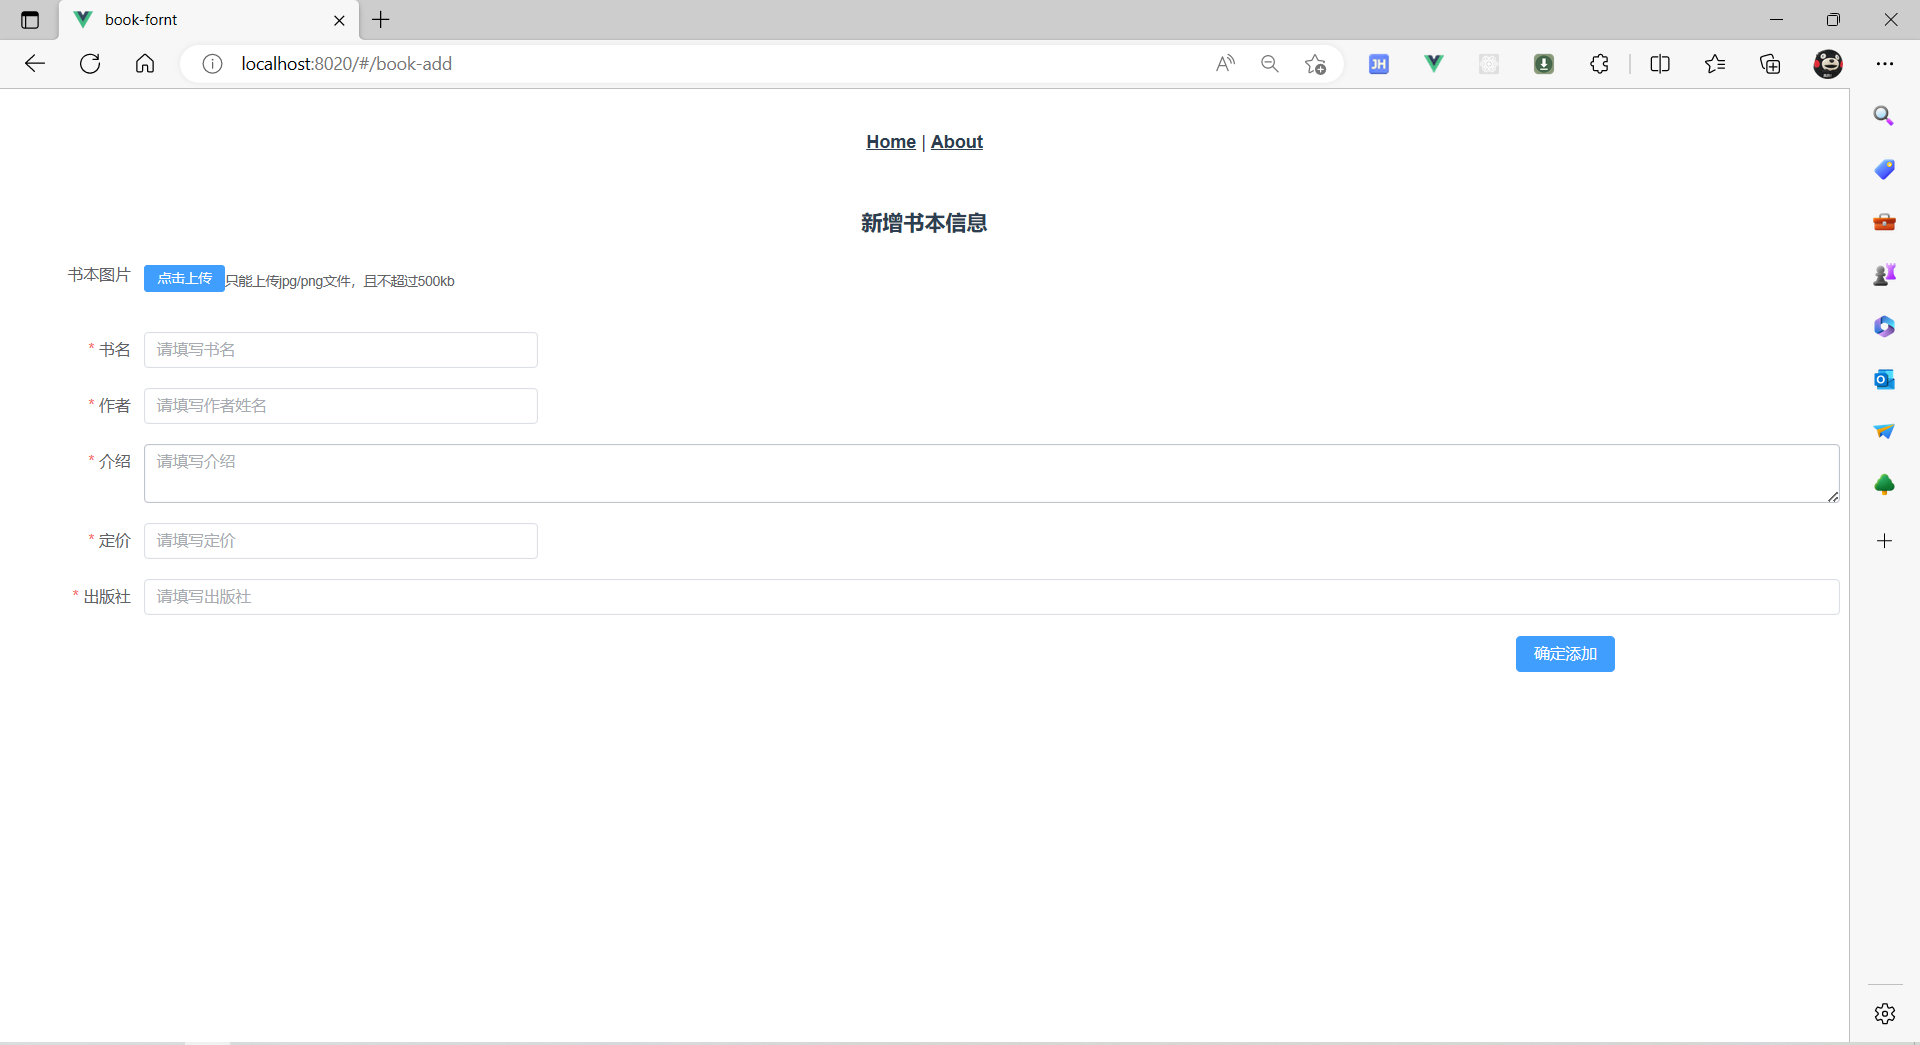 book-fornt
localhost:8020/#/book-add
JH
Home | About
新增书本信息
书本图片 点击上传 只能上传jpg/png文件，且不超过500kb
* 书名 请填写书名
* 作者 请填写作者姓名
* 介绍 请填写介绍
* 定价 请填写定价
* 出版社 请填写出版社
确定添加